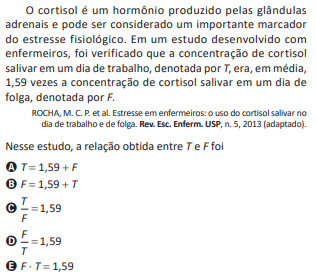 O cortisol é um hormônio produzido pelas glândulas
adrenais e pode ser considerado um importante marcador
do estresse fisiológico. Em um estudo desenvolvido com
enfermeiros, foi verificado que a concentração de cortisol
salivar em um dia de trabalho, denotada por T, era, em média,
1,59 vezes a concentração de cortisol salivar em um dia de
folga, denotada por F.
ROCHA, M. C. P. et al. Estresse em enfermeiros: o uso do cortisol salivar no
dia de trabalho e de folga. Rev. Esc. Enferm. USP, n. 5, 2013 (adaptado).
Nesse estudo, a relação obtida entre T e F foi
A T = 1,59 + F
B F = 1,59 + T
C T/F = 1,59
D F/T = 1,59
E F · T = 1,59